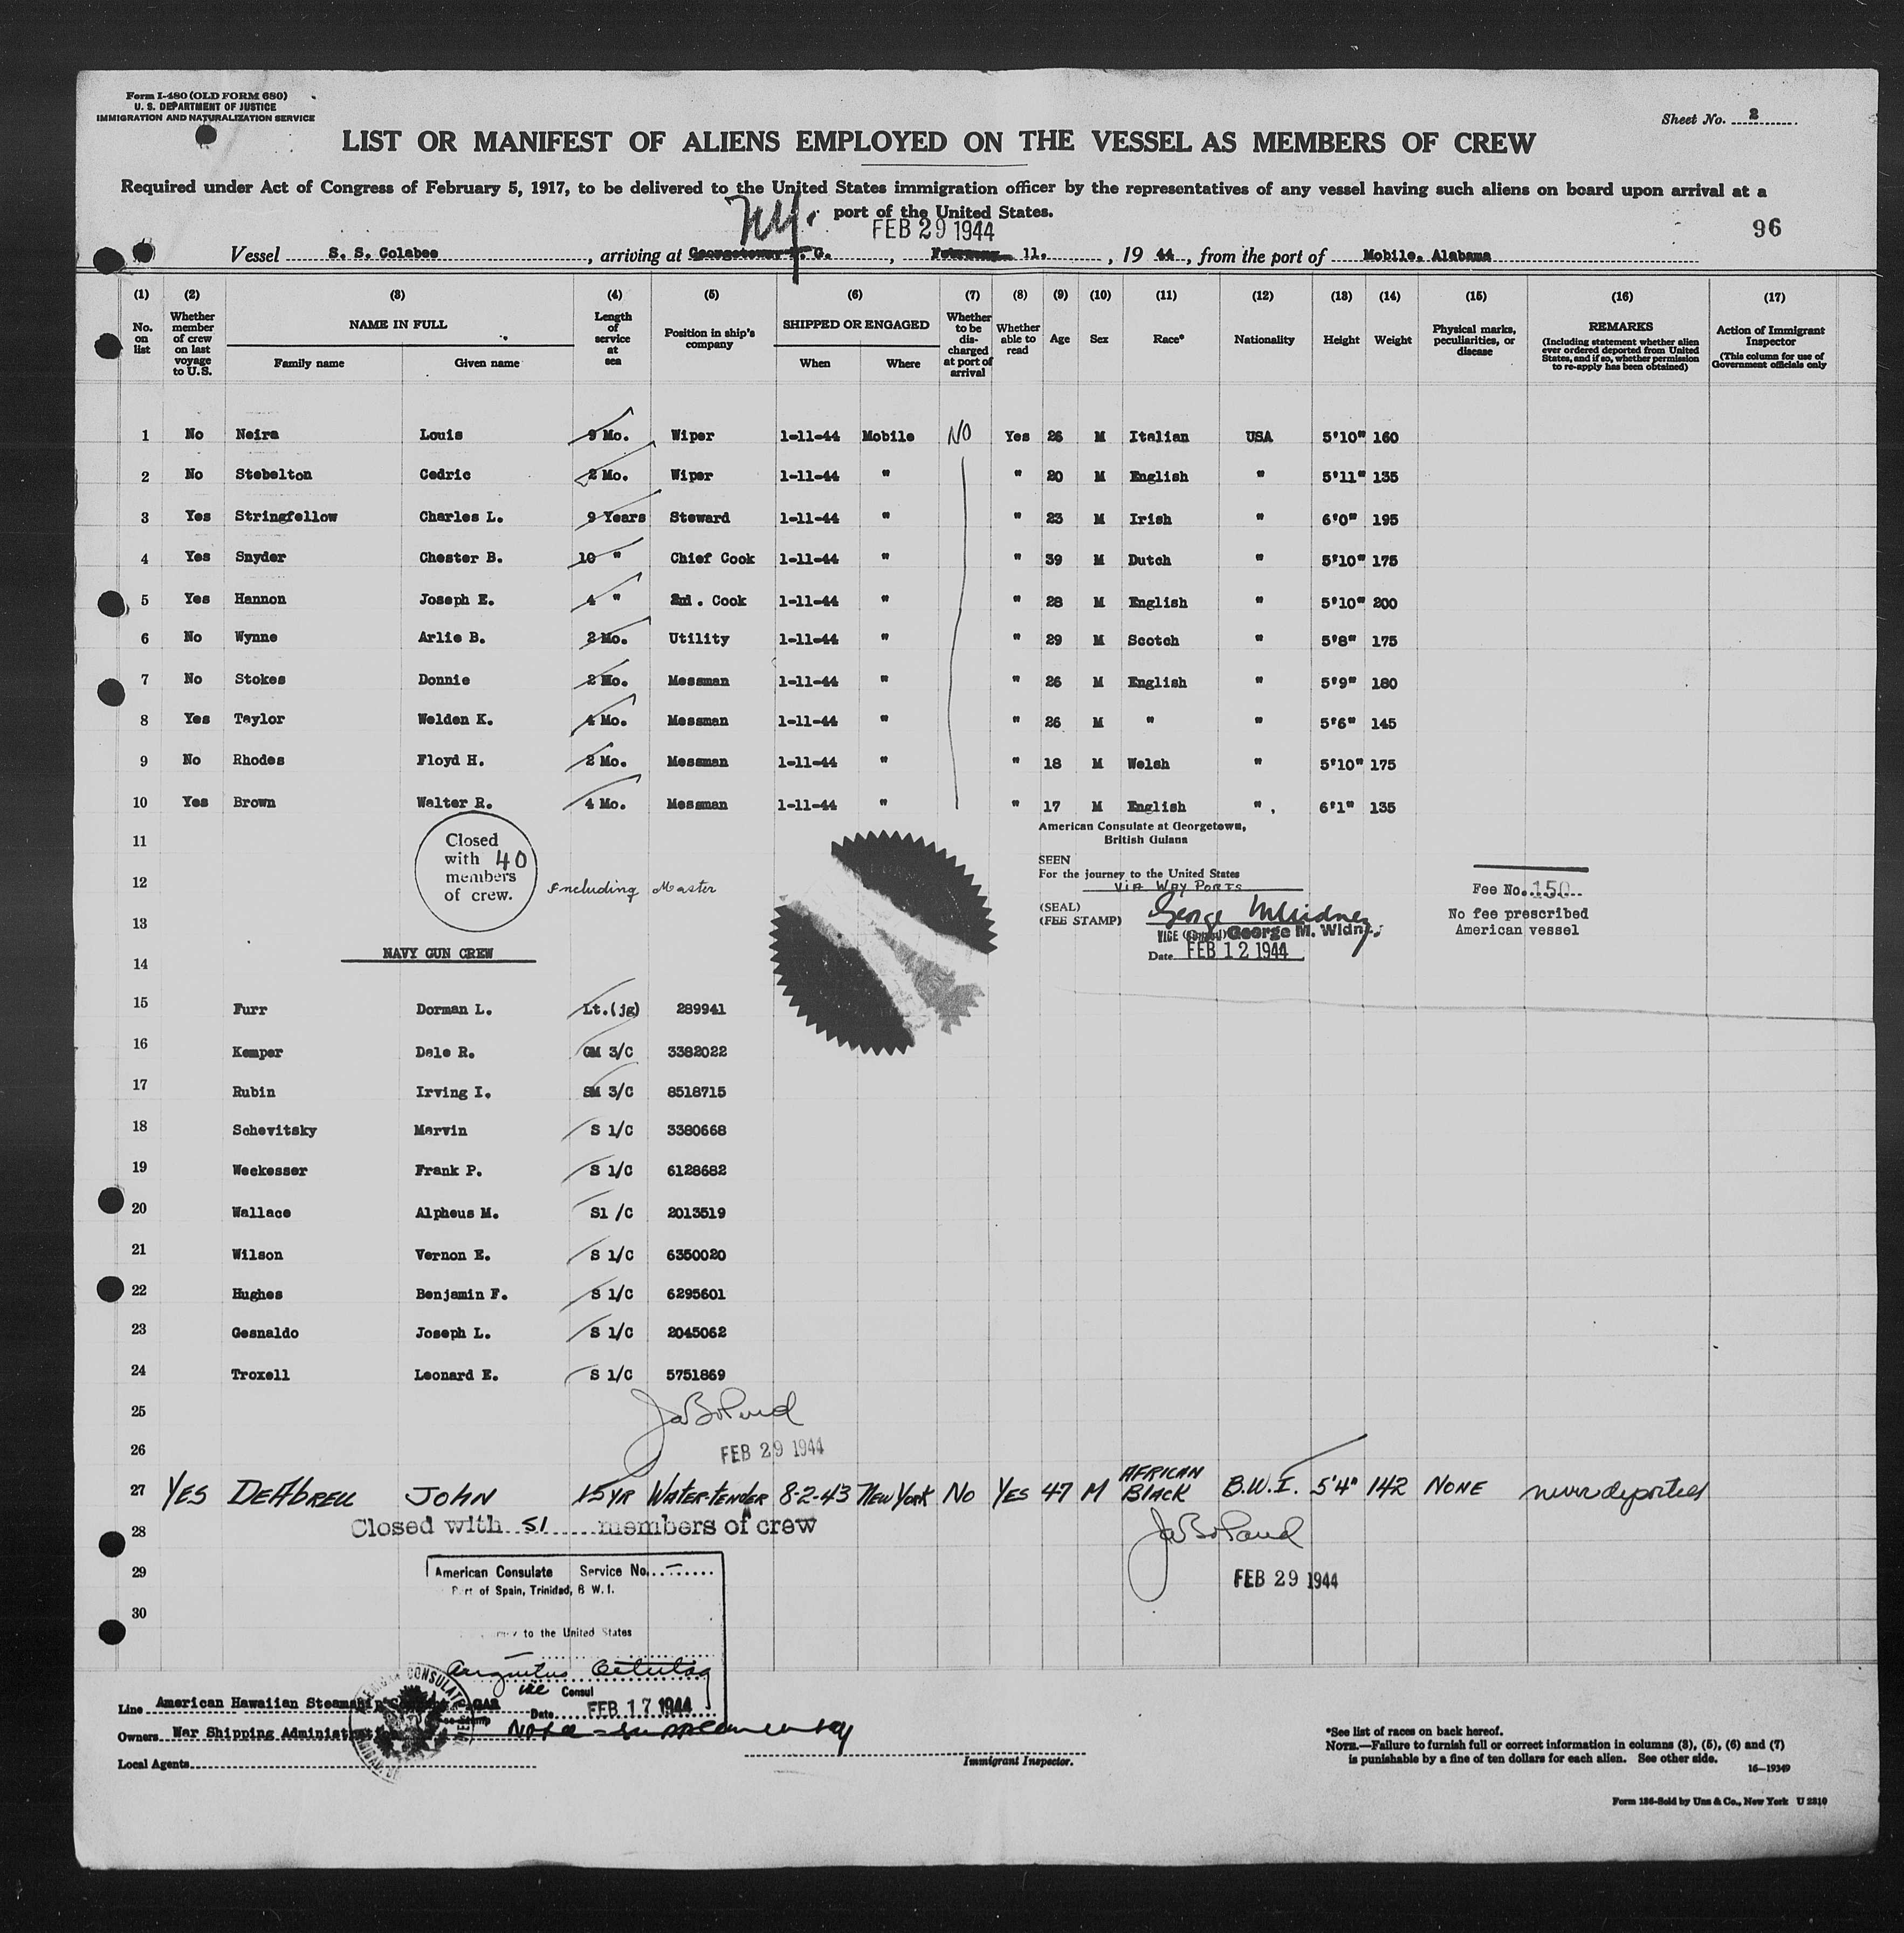 Form I-480 (OLD FORM 680)
U. S. DEPARTMENT OF JUSTICE
IMMIGRATION AND NATURALIZATION SERVICE
Sheet No. 2
LIST OR MANIFEST OF ALIENS EMPLOYED ON THE VESSEL AS MEMBERS OF CREW
Required under Act of Congress of February 5, 1917, to be delivered to the United States immigration officer by the representatives of any vessel having such aliens on board upon arrival at a
port of the United States.
N.Y. FEB 29 1944
96
Vessel S. S. Colabee, arriving at Georgetown B. G., February 11, 1944, from the port of Mobile, Alabama
(1) (2) (3) (4) (5) (6) (7) (8) (9) (10) (11) (12) (13) (14) (15) (16) (17)
No. on list
Whether member of crew on last voyage to U.S.
NAME IN FULL
Family name Given name
Length of service at sea
Position in ship's company
SHIPPED OR ENGAGED
When Where
Whether to be discharged at port of arrival
Whether able to read
Age
Sex
Race*
Nationality
Height
Weight
Physical marks, peculiarities, or disease
REMARKS
(Including statement whether alien ever ordered deported from United States, and if so, whether permission to re-apply has been obtained)
Action of Immigrant Inspector
(This column for use of Government officials only
1 No Neira Louis 9 Mo. Wiper 1-11-44 Mobile NO Yes 26 M Italian USA 5'10" 160
2 No Stebelton Cedric 2 Mo. Wiper 1-11-44 " " 20 M English " 5'11" 135
3 Yes Stringfellow Charles L. 9 Years Steward 1-11-44 " " 23 M Irish " 6'0" 195
4 Yes Snyder Chester B. 10 " Chief Cook 1-11-44 " " 39 M Dutch " 5'10" 175
5 Yes Hannon Joseph E. 4 " 2nd. Cook 1-11-44 " " 28 M English " 5'10" 200
6 No Wynne Arlie B. 2 Mo. Utility 1-11-44 " " 29 M Scotch " 5'8" 175
7 No Stokes Donnie 2 Mo. Messman 1-11-44 " " 26 M English " 5'9" 180
8 Yes Taylor Welden K. 4 Mo. Messman 1-11-44 " " 26 M " " 5'6" 145
9 No Rhodes Floyd H. 2 Mo. Messman 1-11-44 " " 18 M Welsh " 5'10" 175
10 Yes Brown Walter R. 4 Mo. Messman 1-11-44 " " 17 M English " 6'1" 135
11
12
13
14
Closed
with 40
members
of crew.
Including Master
American Consulate at Georgetown,
British Guiana
SEEN
For the journey to the United States
VIA WAY PORTS
(SEAL)
(FEE STAMP)
VICE George M. Widney
Date FEB 12 1944
Fee No. 150
No fee prescribed
American vessel
NAVY GUN CREW
15 Furr Dorman L. Lt.(jg) 289941
16 Kemper Dale R. GM 3/C 3382022
17 Rubin Irving I. SM 3/C 8518715
18 Schevitsky Marvin S 1/C 3380668
19 Weckesser Frank P. S 1/C 6128682
20 Wallace Alpheus M. S1 /C 2013519
21 Wilson Vernon E. S 1/C 6350020
22 Hughes Benjamin F. S 1/C 6295601
23 Gesnaldo Joseph L. S 1/C 2045062
24 Troxell Leonard E. S 1/C 5751869
25
26
FEB 29 1944
27 YES DeAbreu JOHN 15 YR WATER-TENDER 8-2-43 NEW YORK NO YES 47 M AFRICAN BLACK B.W.I. 5'4" 142 NONE never deported
28 Closed with 51 members of crew
29
30
FEB 29 1944
American Consulate Service No.
Port of Spain, Trinidad, B W. I.
to the United States
Vice Consul
Date FEB 17 1944
Line American Hawaiian Steamship
Owners War Shipping Administ
Local Agents
Noted - supplementary
Immigrant Inspector.
*See list of races on back hereof.
NOTE.—Failure to furnish full or correct information in columns (3), (5), (6) and (7)
is punishable by a fine of ten dollars for each alien. See other side.
16—19349
Form 136-Sold by Unz & Co., New York U 2310